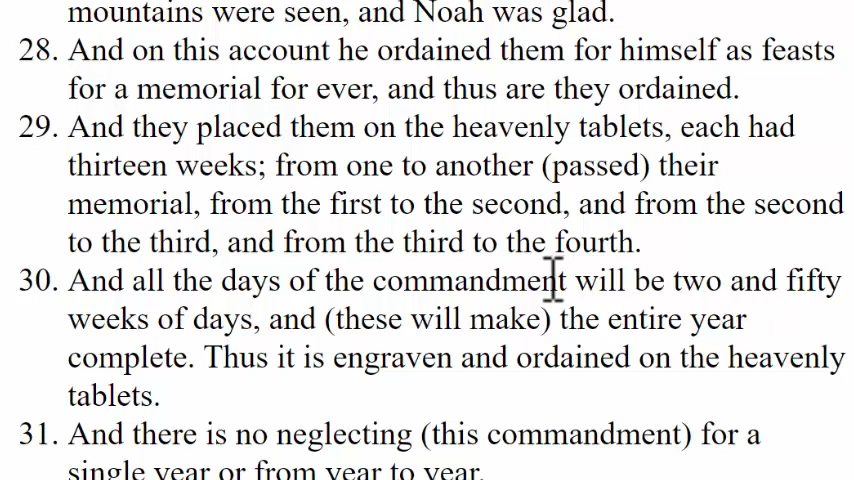 mountains were seen, and Noah was glad.
28. And on this account he ordained them for himself as feasts
for a memorial for ever, and thus are they ordained.
29. And they placed them on the heavenly tablets, each had
thirteen weeks; from one to another (passed) their
memorial, from the first to the second, and from the second
to the third, and from the third to the fourth.
30. And all the days of the commandment will be two and fifty
weeks of days, and (these will make) the entire year
complete. Thus it is engraven and ordained on the heavenly
tablets.
31. And there is no neglecting (this commandment) for a
single year or from year to year.